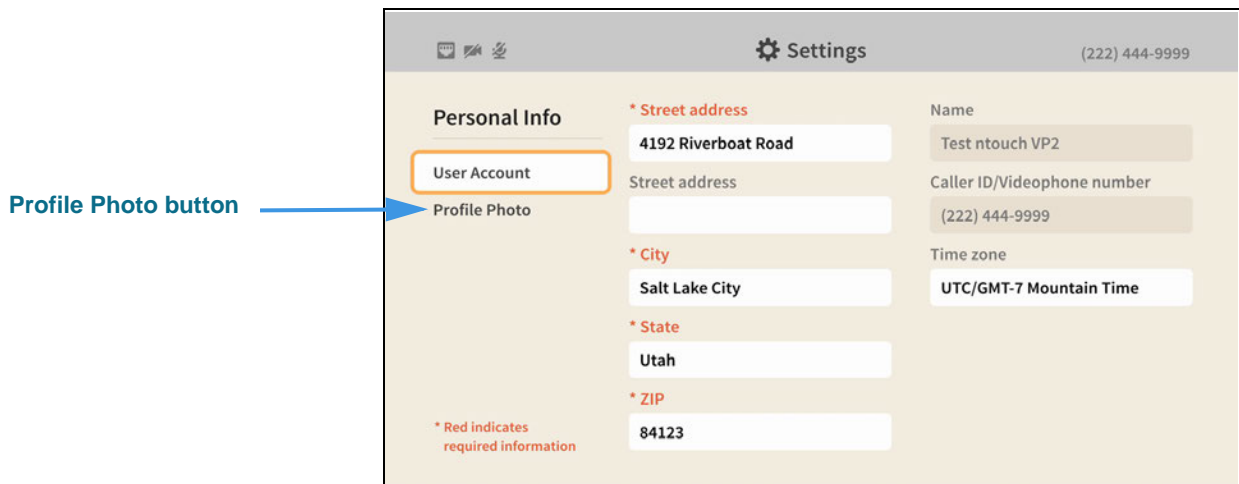 Settings
(222) 444-9999
Profile Photo button
Personal Info
User Account
Profile Photo
* Red indicates
required information
* Street address
4192 Riverboat Road
Street address
* City
Salt Lake City
* State
Utah
* ZIP
84123
Name
Test ntouch VP2
Caller ID/Videophone number
(222) 444-9999
Time zone
UTC/GMT-7 Mountain Time